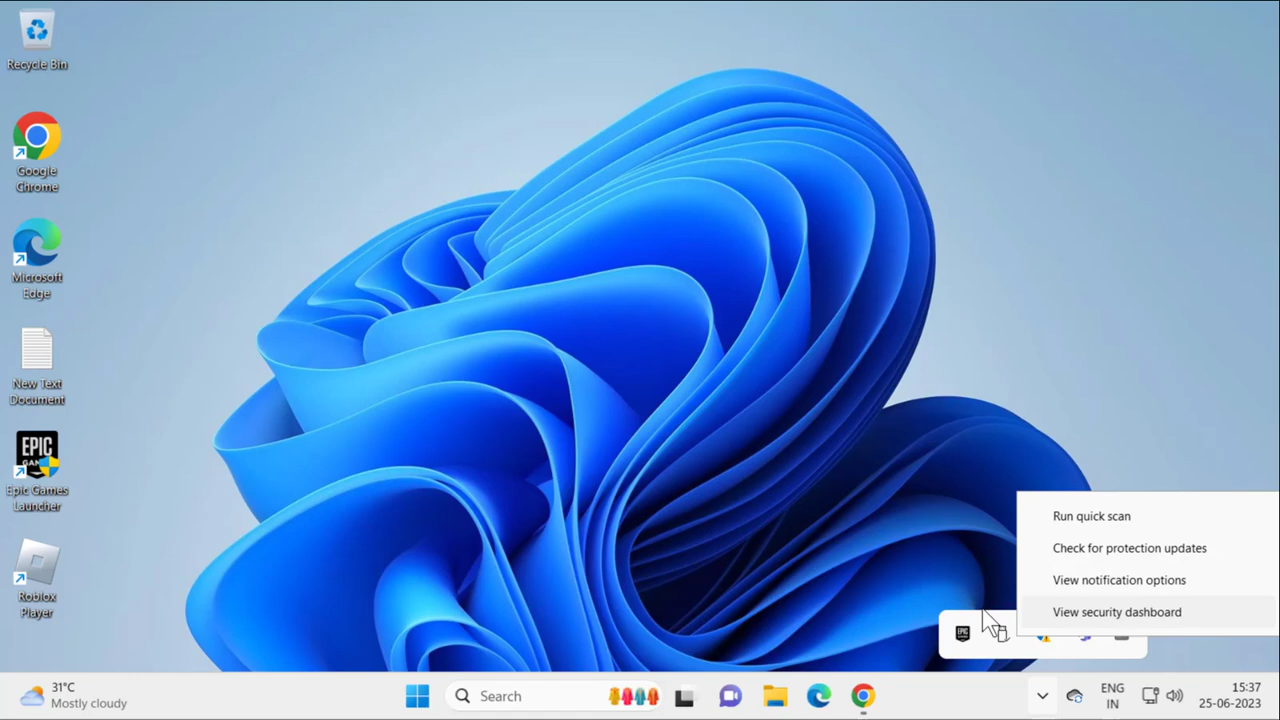 Recycle Bin
Google
Chrome
Microsoft
Edge
New Text
Document
EPIC
Epic Games
Launcher
Roblox
Player
Run quick scan
Check for protection updates
View notification options
View security dashboard
EPIC
31°C
Mostly cloudy
Search
ENG
IN
15:37
25-06-2023